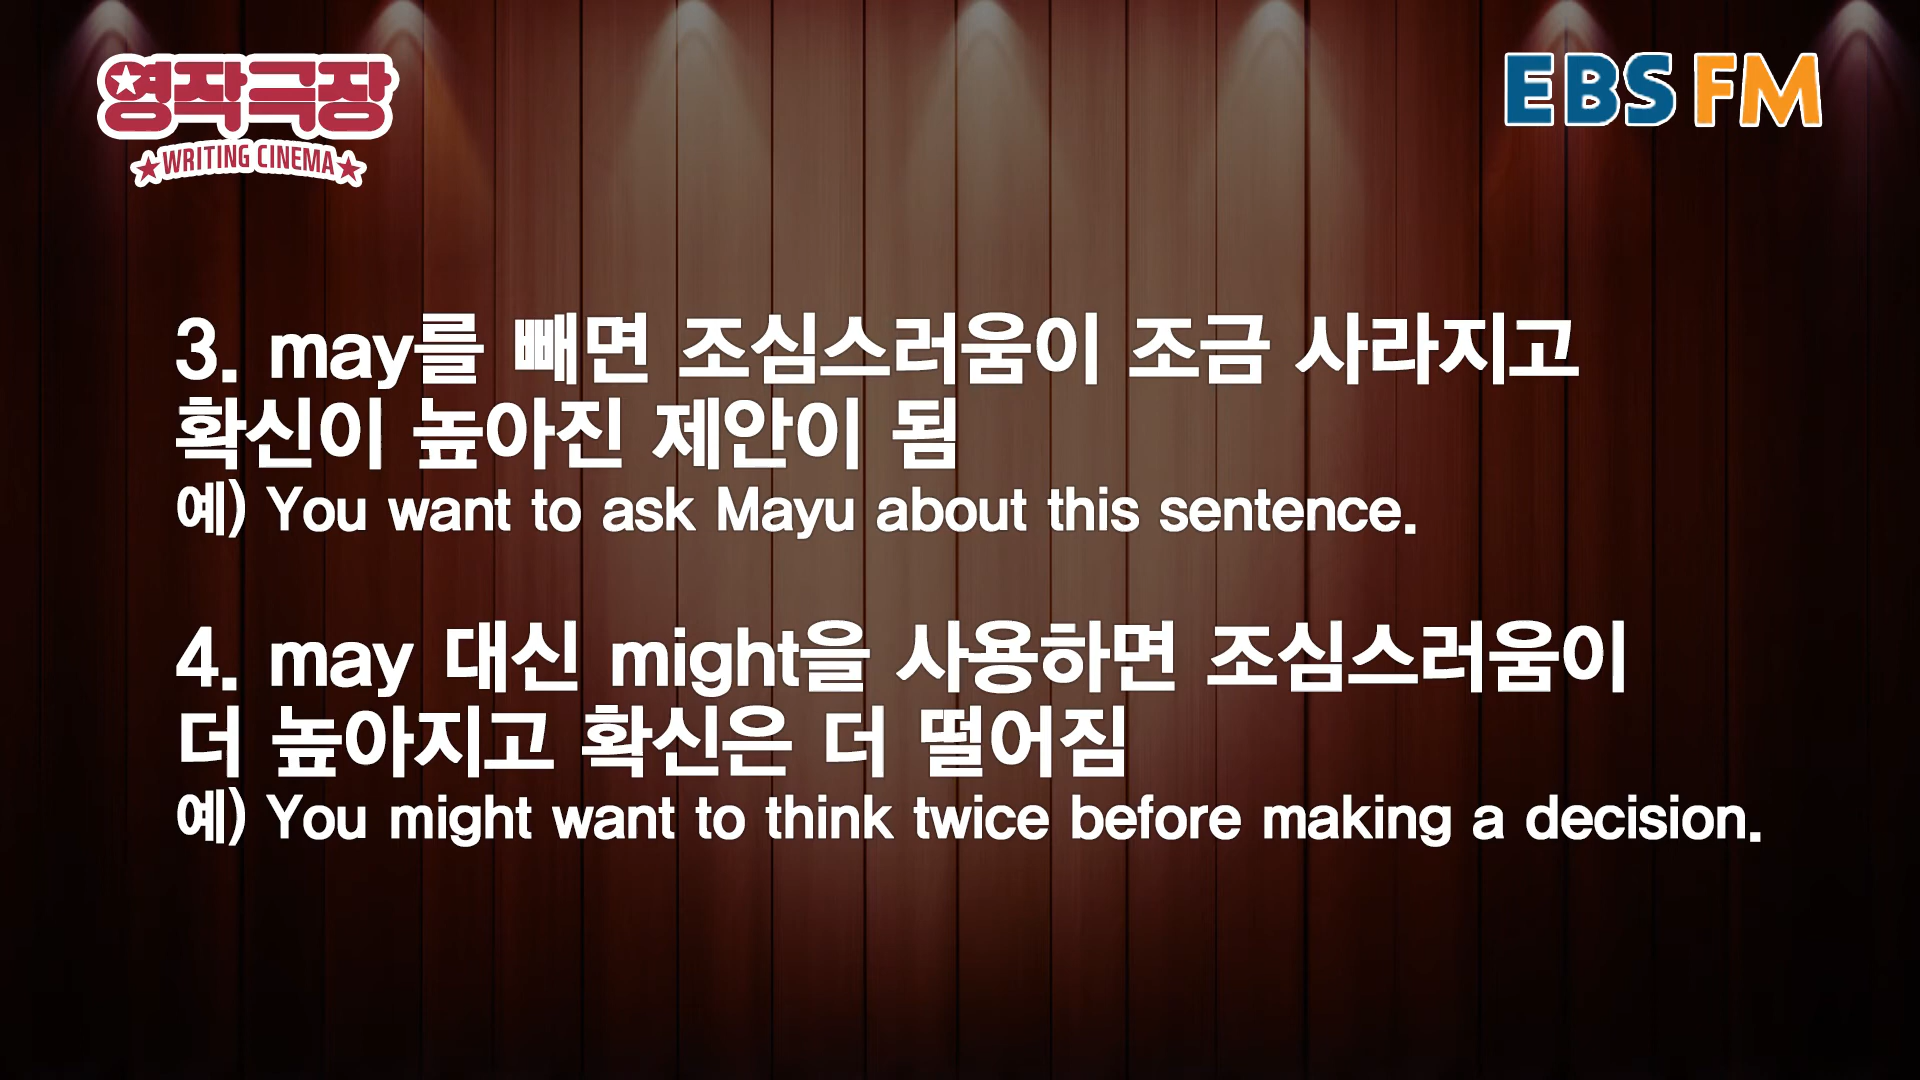 영작극장
WRITING CINEMA
EBS FM
3. may를 빼면 조심스러움이 조금 사라지고
확신이 높아진 제안이 됨
예) You want to ask Mayu about this sentence.
4. may 대신 might을 사용하면 조심스러움이
더 높아지고 확신은 더 떨어짐
예) You might want to think twice before making a decision.